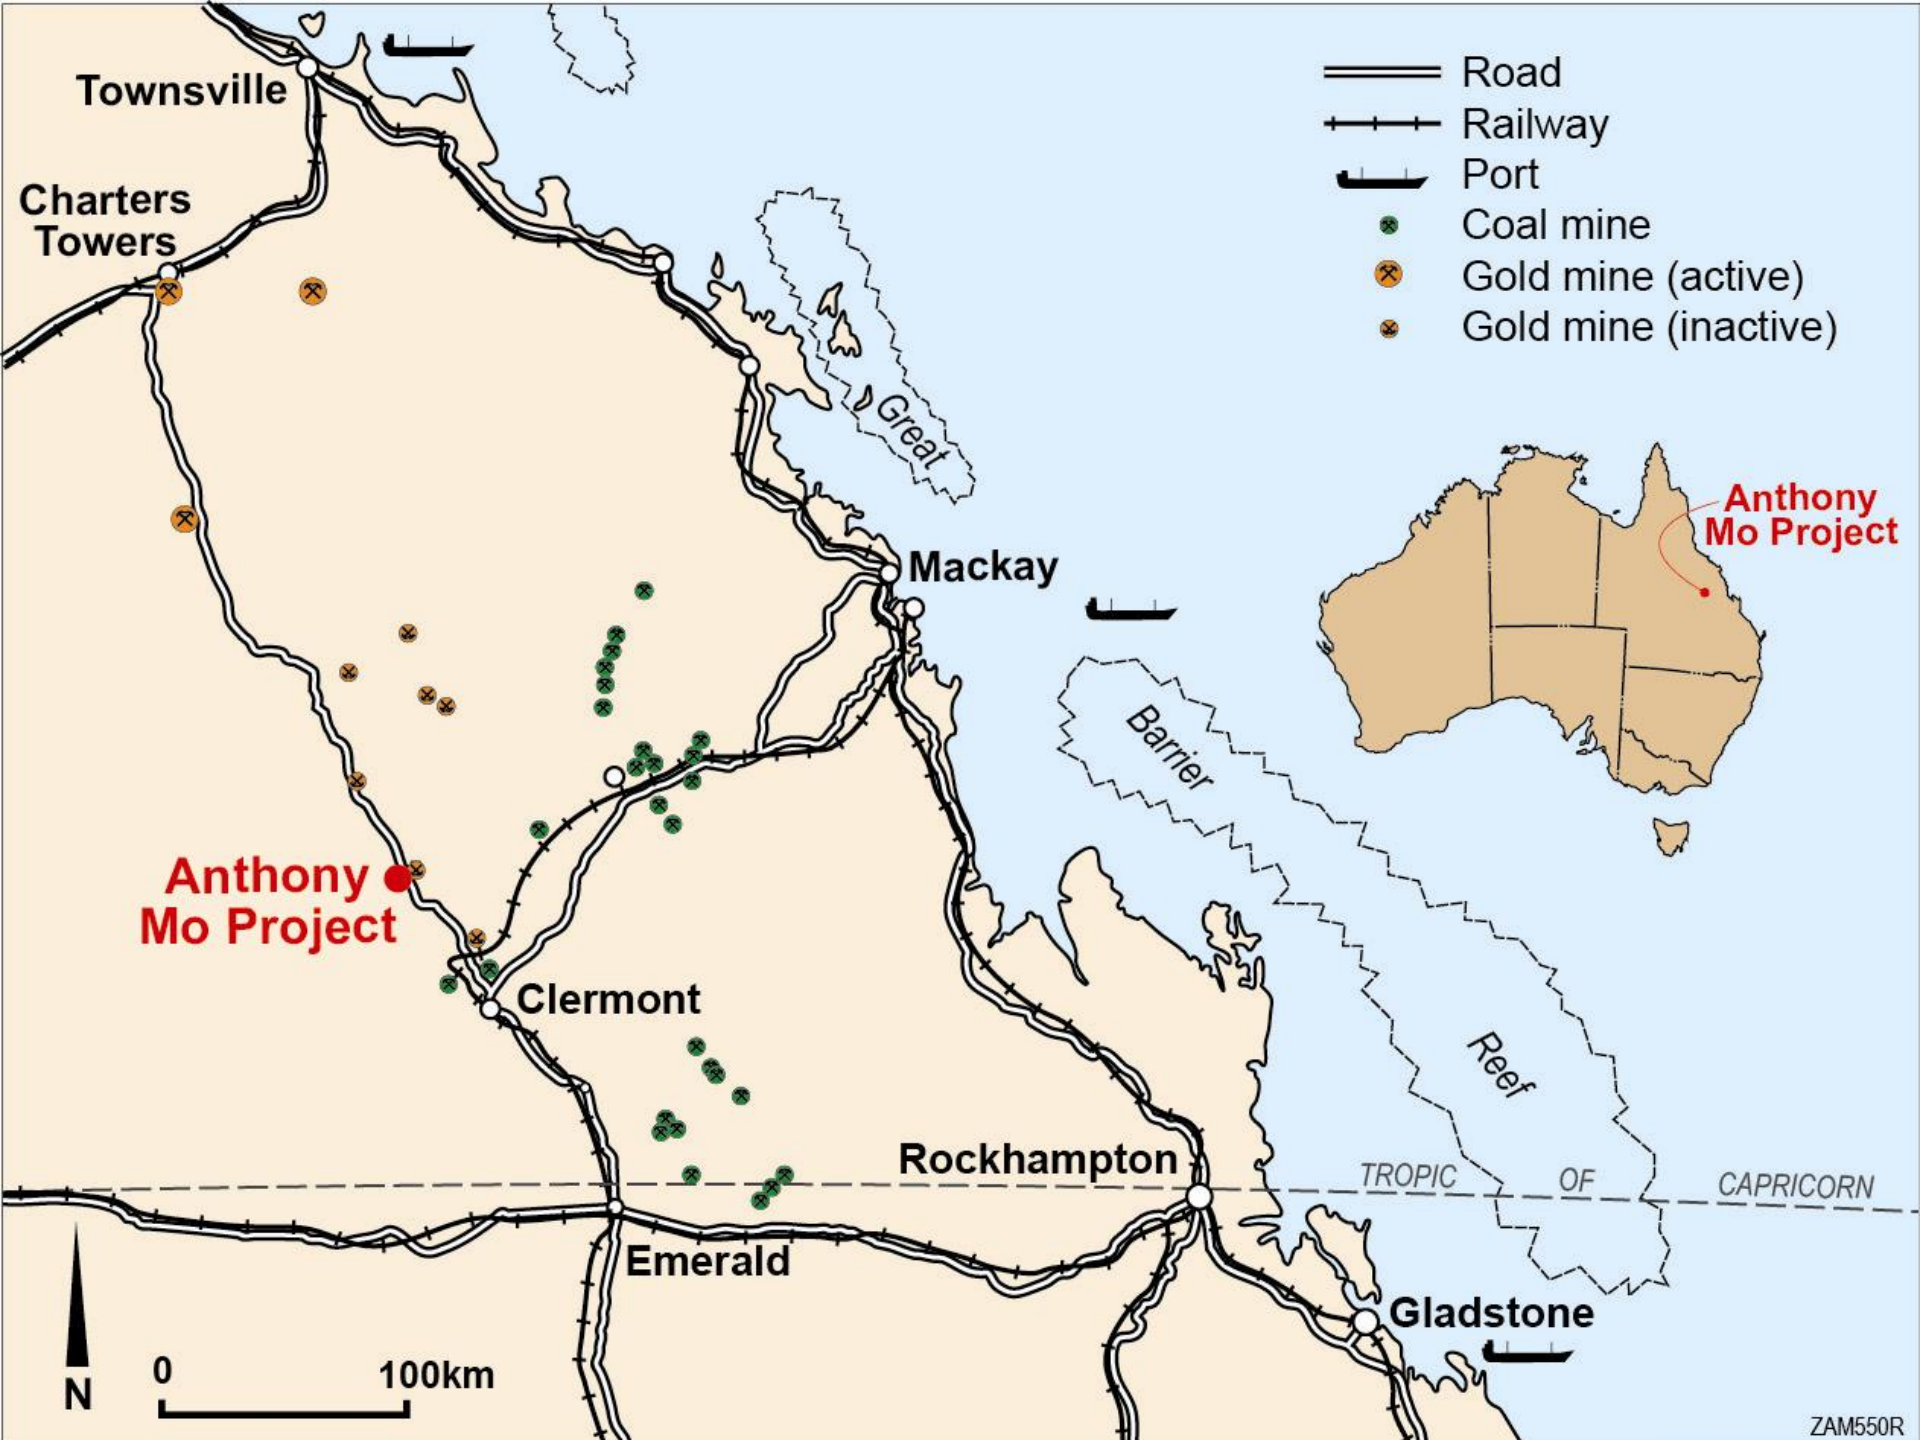 Townsville
Charters
Towers
Road
Railway
Port
Coal mine
Gold mine (active)
Gold mine (inactive)
Great
Mackay
Anthony
Mo Project
Barrier
Anthony
Mo Project
Clermont
Reef
Rockhampton
TROPIC OF CAPRICORN
Emerald
Gladstone
0 100km
N
ZAM550R